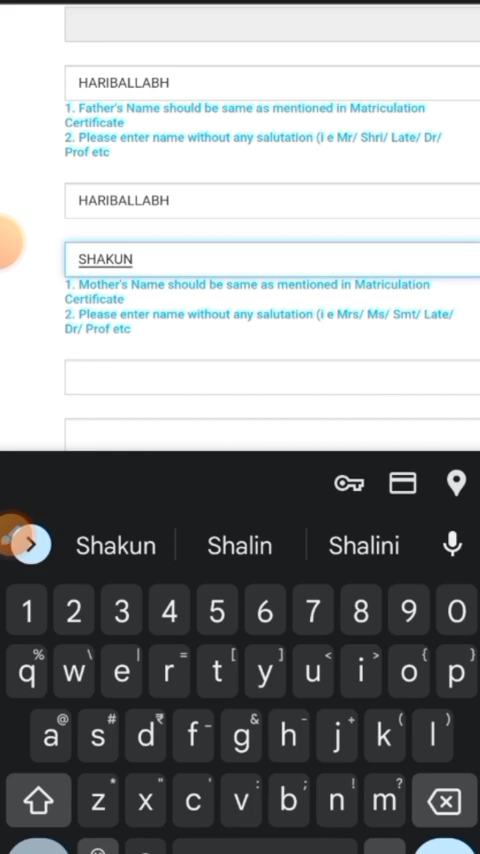 HARIBALLABH
1. Father's Name should be same as mentioned in Matriculation
Certificate
2. Please enter name without any salutation (i e Mr/ Shri/ Late/ Dr/
Prof etc
HARIBALLABH
SHAKUN
1. Mother's Name should be same as mentioned in Matriculation
Certificate
2. Please enter name without any salutation (i e Mrs/ Ms/ Smt/ Late/
Dr/ Prof etc
Shakun Shalin Shalini
1 2 3 4 5 6 7 8 9 0
% \ | = [ ] < > { }
q w e r t y u i o p
@ # ₹ _ & - + ( )
a s d f g h j k l
* " ' : ; ! ?
z x c v b n m